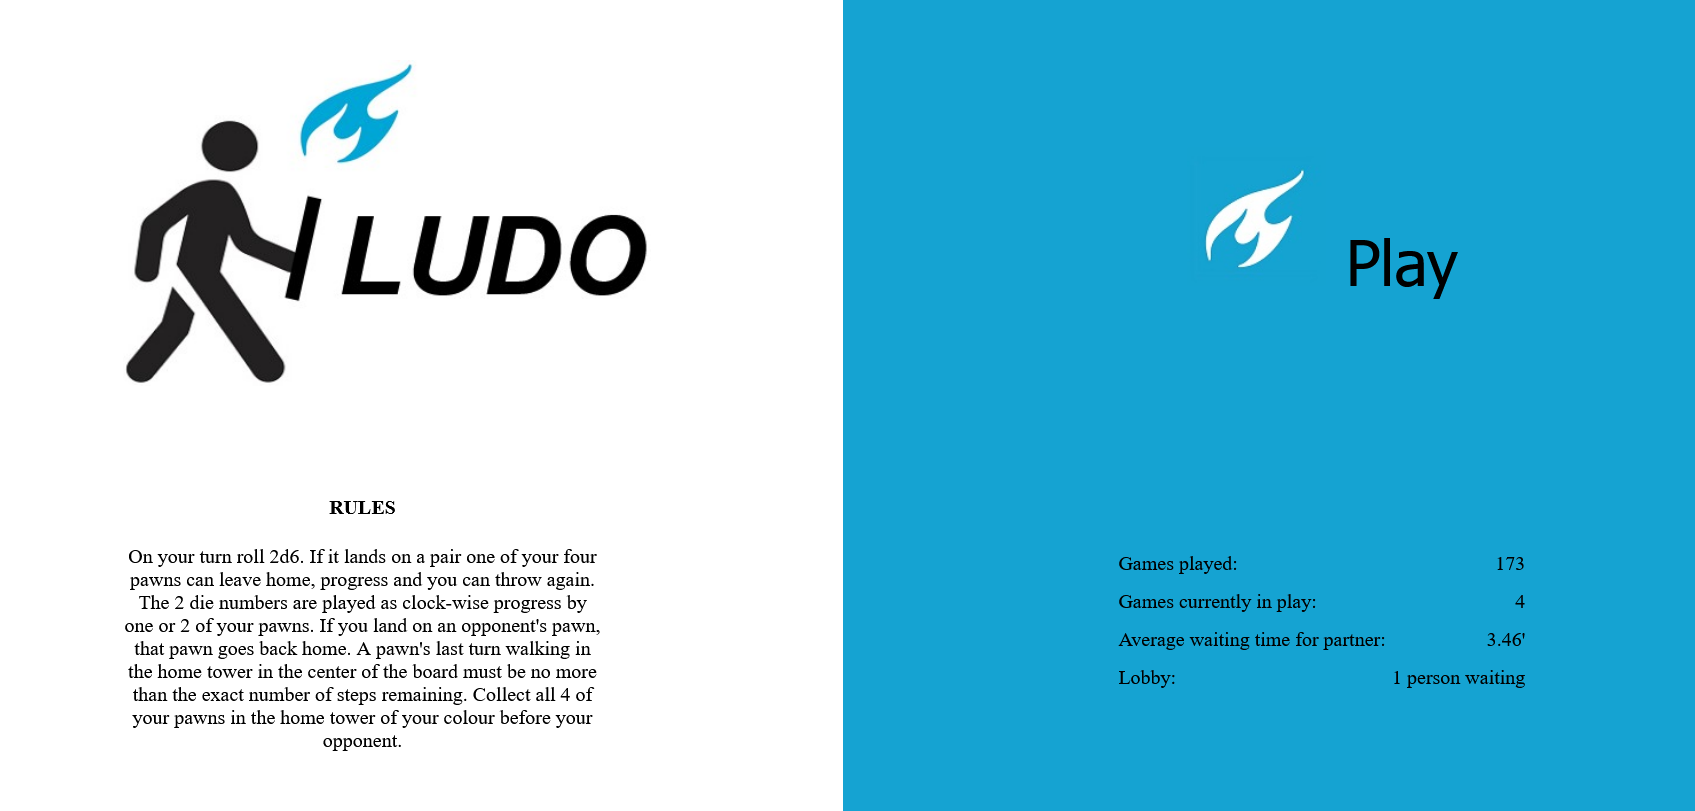 LUDO
RULES
On your turn roll 2d6. If it lands on a pair one of your four
pawns can leave home, progress and you can throw again.
The 2 die numbers are played as clock-wise progress by
one or 2 of your pawns. If you land on an opponent's pawn,
that pawn goes back home. A pawn's last turn walking in
the home tower in the center of the board must be no more
than the exact number of steps remaining. Collect all 4 of
your pawns in the home tower of your colour before your
opponent.
Play
Games played: 173
Games currently in play: 4
Average waiting time for partner: 3.46'
Lobby: 1 person waiting